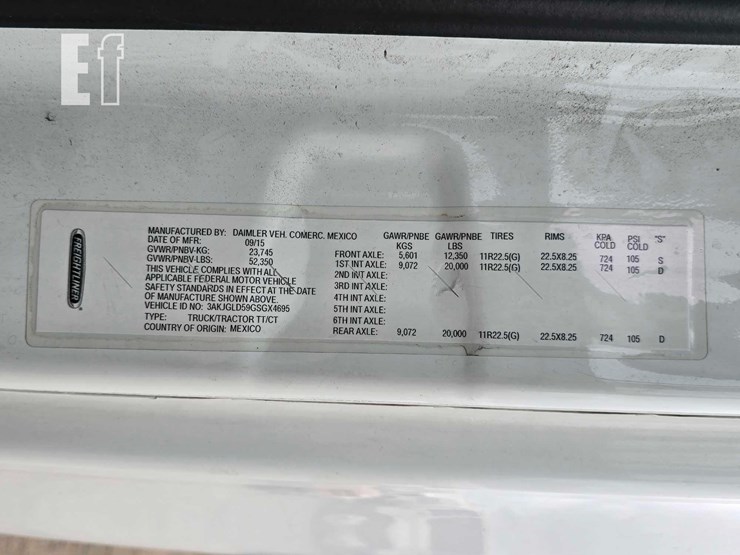 Ef
FREIGHTLINER
MANUFACTURED BY: DAIMLER VEH. COMERC. MEXICO
DATE OF MFR: 09/15
GVWR/PNBV-KG: 23,745
GVWR/PNBV-LBS: 52,350
THIS VEHICLE COMPLIES WITH ALL
APPLICABLE FEDERAL MOTOR VEHICLE
SAFETY STANDARDS IN EFFECT AT THE DATE
OF MANUFACTURE SHOWN ABOVE.
VEHICLE ID NO: 3AKJGLD59GSGX4695
TYPE: TRUCK/TRACTOR TT/CT
COUNTRY OF ORIGIN: MEXICO
GAWR/PNBE KGS GAWR/PNBE LBS TIRES RIMS KPA COLD PSI COLD "S"
FRONT AXLE: 5,601 12,350 11R22.5(G) 22.5X8.25 724 105 S
1ST INT AXLE: 9,072 20,000 11R22.5(G) 22.5X8.25 724 105 D
2ND INT AXLE:
3RD INT AXLE:
4TH INT AXLE:
5TH INT AXLE:
6TH INT AXLE:
REAR AXLE: 9,072 20,000 11R22.5(G) 22.5X8.25 724 105 D